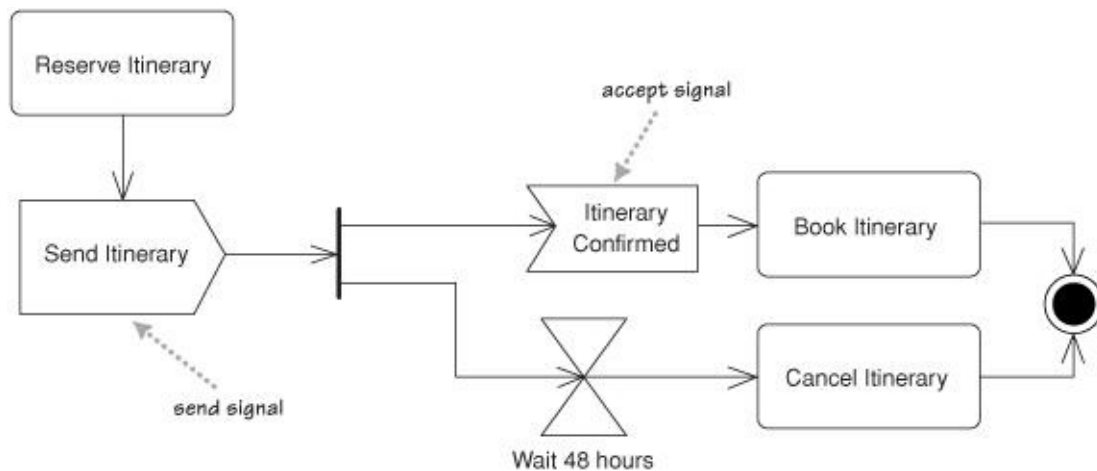 Reserve Itinerary
accept signal
Itinerary
Confirmed
Book Itinerary
Send Itinerary
send signal
Cancel Itinerary
Wait 48 hours